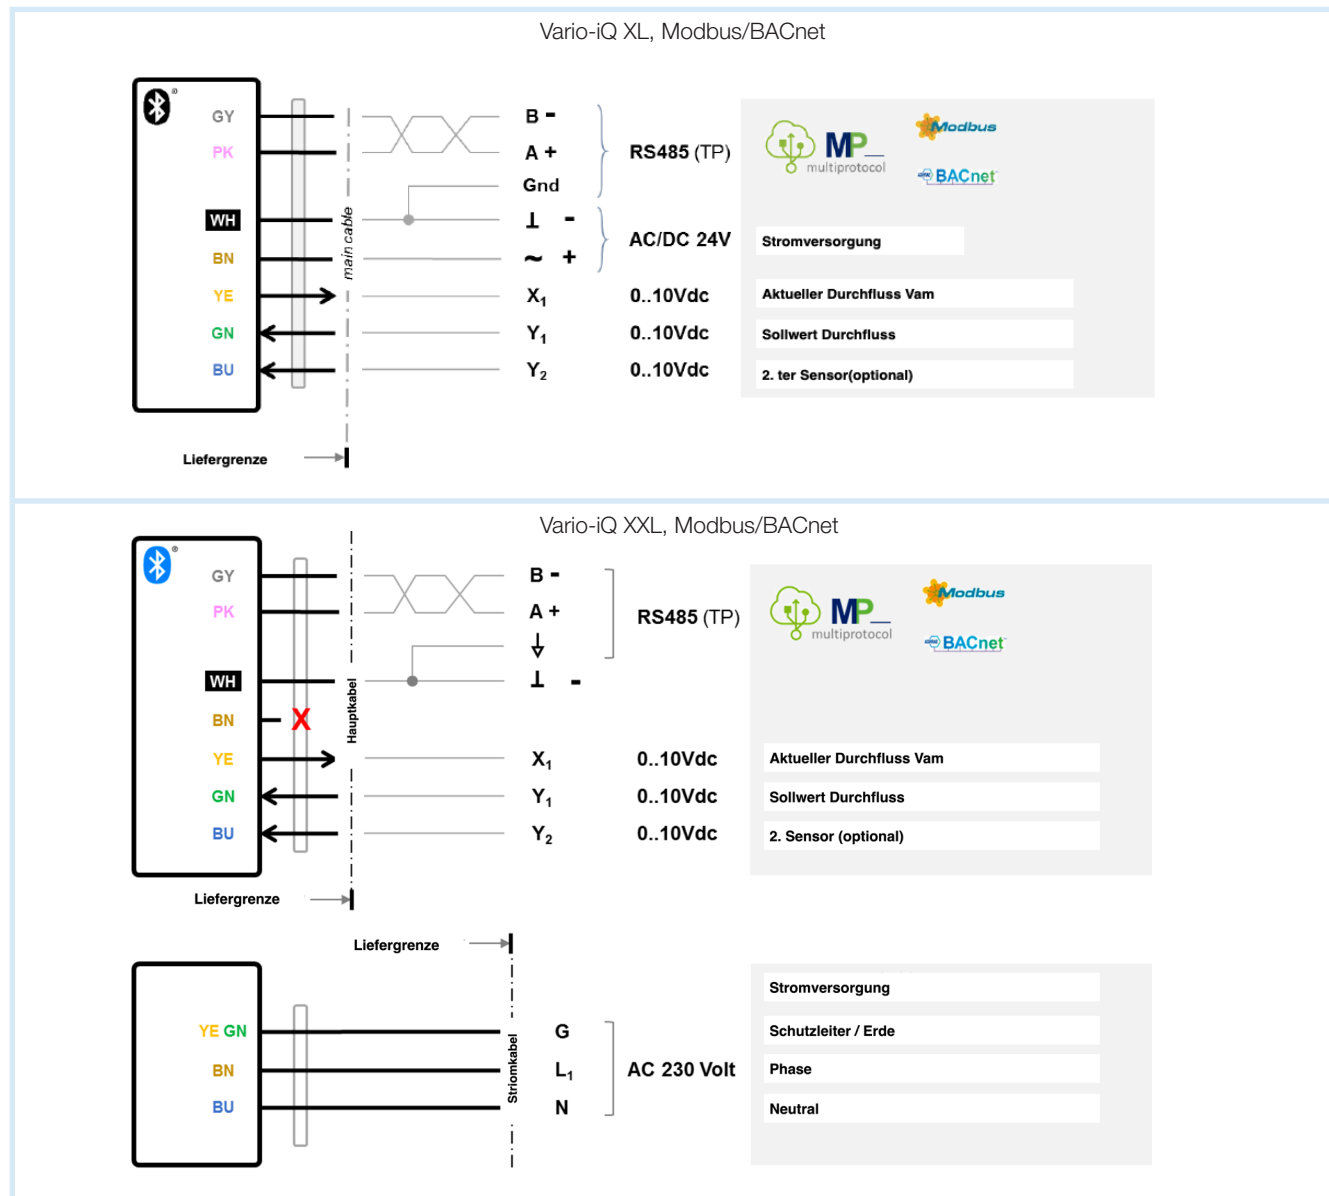 Vario-iQ XL, Modbus/BACnet
GY B - Modbus
PK A + RS485 (TP) MP_ multiprotocol
Gnd BACnet
WH ⊥ -
AC/DC 24V Stromversorgung
BN ~ +
YE X1 0..10Vdc Aktueller Durchfluss Vam
GN Y1 0..10Vdc Sollwert Durchfluss
BU Y2 0..10Vdc 2. ter Sensor(optional)
main cable
Liefergrenze
Vario-iQ XXL, Modbus/BACnet
GY B - Modbus
PK A + RS485 (TP) MP_ multiprotocol
BACnet
WH ⊥ -
BN X
YE X1 0..10Vdc Aktueller Durchfluss Vam
GN Y1 0..10Vdc Sollwert Durchfluss
BU Y2 0..10Vdc 2. Sensor (optional)
Hauptkabel
Liefergrenze
Liefergrenze
Stromversorgung
YE GN G Schutzleiter / Erde
BN L1 AC 230 Volt Phase
BU N Neutral
Striomkabel